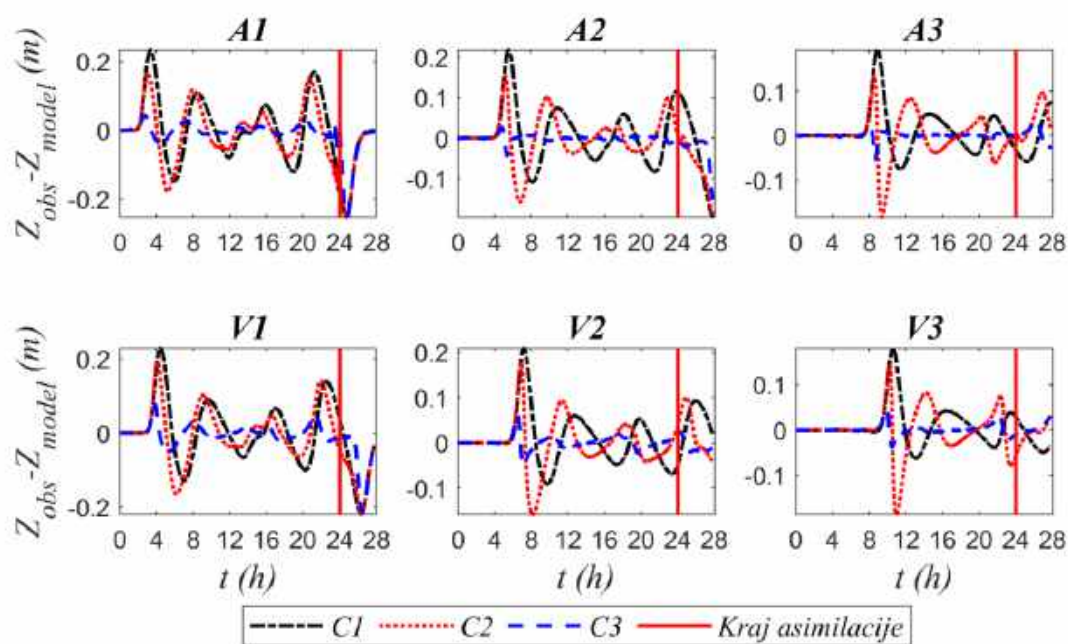 A1 A2 A3
Z_obs-Z_model (m)
0.2 0 -0.2
0.2 0.1 0 -0.1
0.1 0 -0.1
0 4 8 12 16 20 24 28
0 4 8 12 16 20 24 28
0 4 8 12 16 20 24 28
V1 V2 V3
Z_obs-Z_model (m)
0.2 0 -0.2
0.2 0.1 0 -0.1
0.1 0 -0.1
0 4 8 12 16 20 24 28
0 4 8 12 16 20 24 28
0 4 8 12 16 20 24 28
t (h) t (h) t (h)
C1 C2 C3 Kraj asimilacije